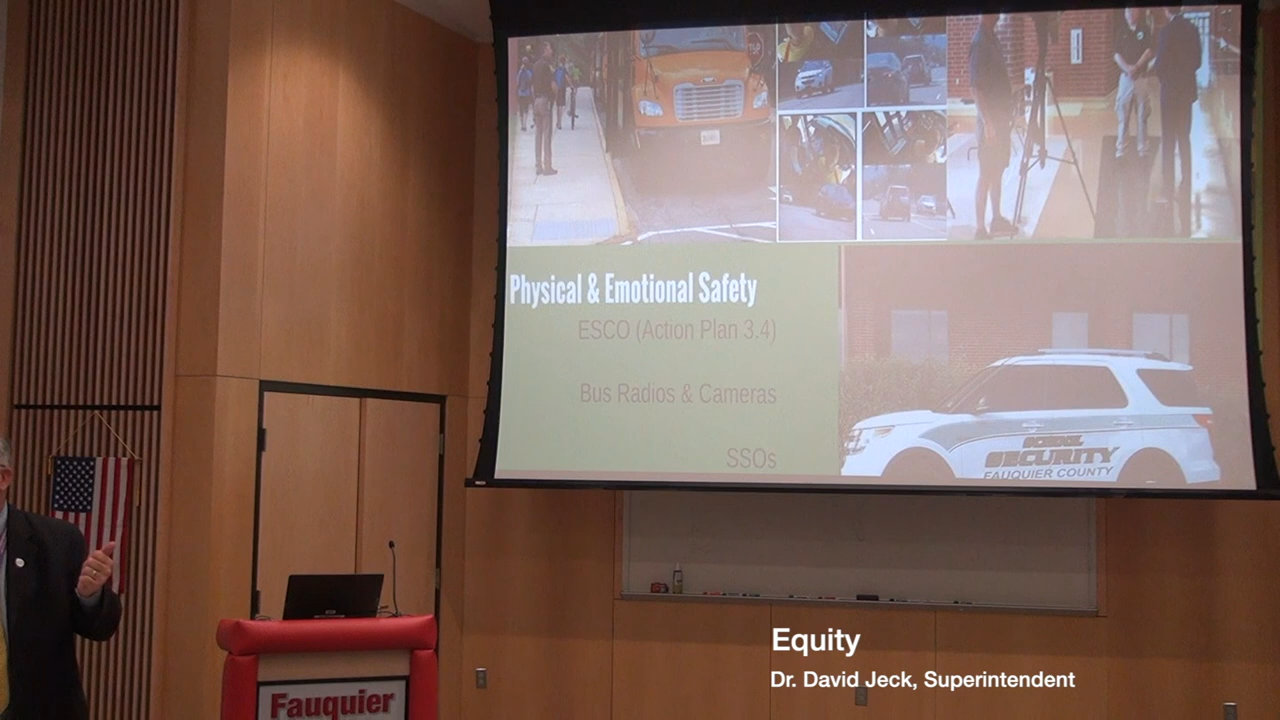 Physical & Emotional Safety
ESCO (Action Plan 3.4)
Bus Radios & Cameras
SSOs
SCHOOL
SECURITY
FAUQUIER COUNTY
Fauquier
Equity
Dr. David Jeck, Superintendent